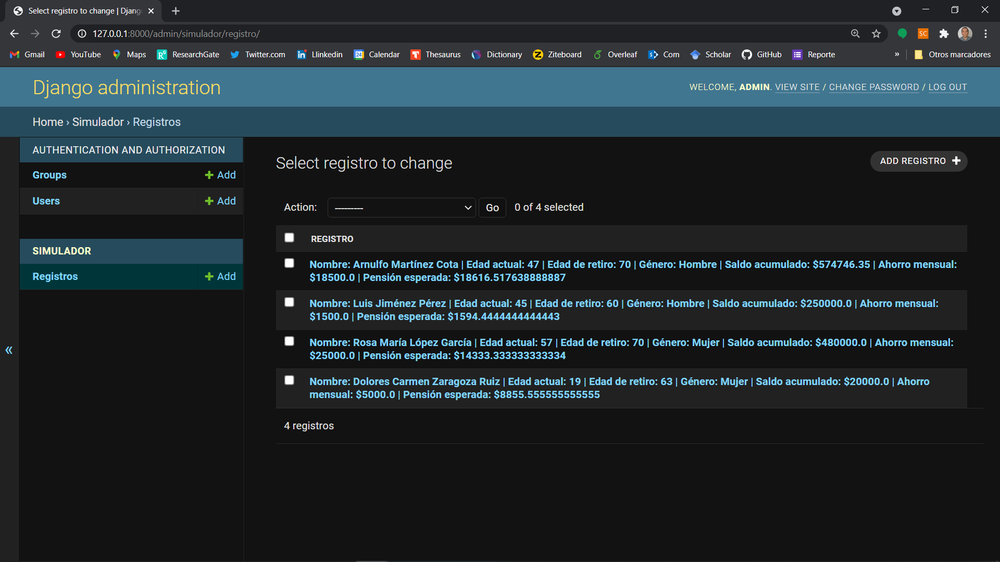 Select registro to change | Djang
127.0.0.1:8000/admin/simulador/registro/
SC
Gmail YouTube Maps ResearchGate Twitter.com LlinkedIn Calendar Thesaurus Dictionary Ziteboard Overleaf Com Scholar GitHub Reporte » Otros marcadores
Django administration
WELCOME, ADMIN. VIEW SITE / CHANGE PASSWORD / LOG OUT
Home › Simulador › Registros
AUTHENTICATION AND AUTHORIZATION
Groups + Add
Users + Add
SIMULADOR
Registros + Add
«
Select registro to change
ADD REGISTRO +
Action: --------- Go 0 of 4 selected
REGISTRO
Nombre: Arnulfo Martínez Cota | Edad actual: 47 | Edad de retiro: 70 | Género: Hombre | Saldo acumulado: $574746.35 | Ahorro mensual:
$18500.0 | Pensión esperada: $18616.517638888887
Nombre: Luis Jiménez Pérez | Edad actual: 45 | Edad de retiro: 60 | Género: Hombre | Saldo acumulado: $250000.0 | Ahorro mensual:
$1500.0 | Pensión esperada: $1594.4444444444443
Nombre: Rosa María López García | Edad actual: 57 | Edad de retiro: 70 | Género: Mujer | Saldo acumulado: $480000.0 | Ahorro mensual:
$25000.0 | Pensión esperada: $14333.333333333334
Nombre: Dolores Carmen Zaragoza Ruiz | Edad actual: 19 | Edad de retiro: 63 | Género: Mujer | Saldo acumulado: $20000.0 | Ahorro
mensual: $5000.0 | Pensión esperada: $8855.555555555555
4 registros